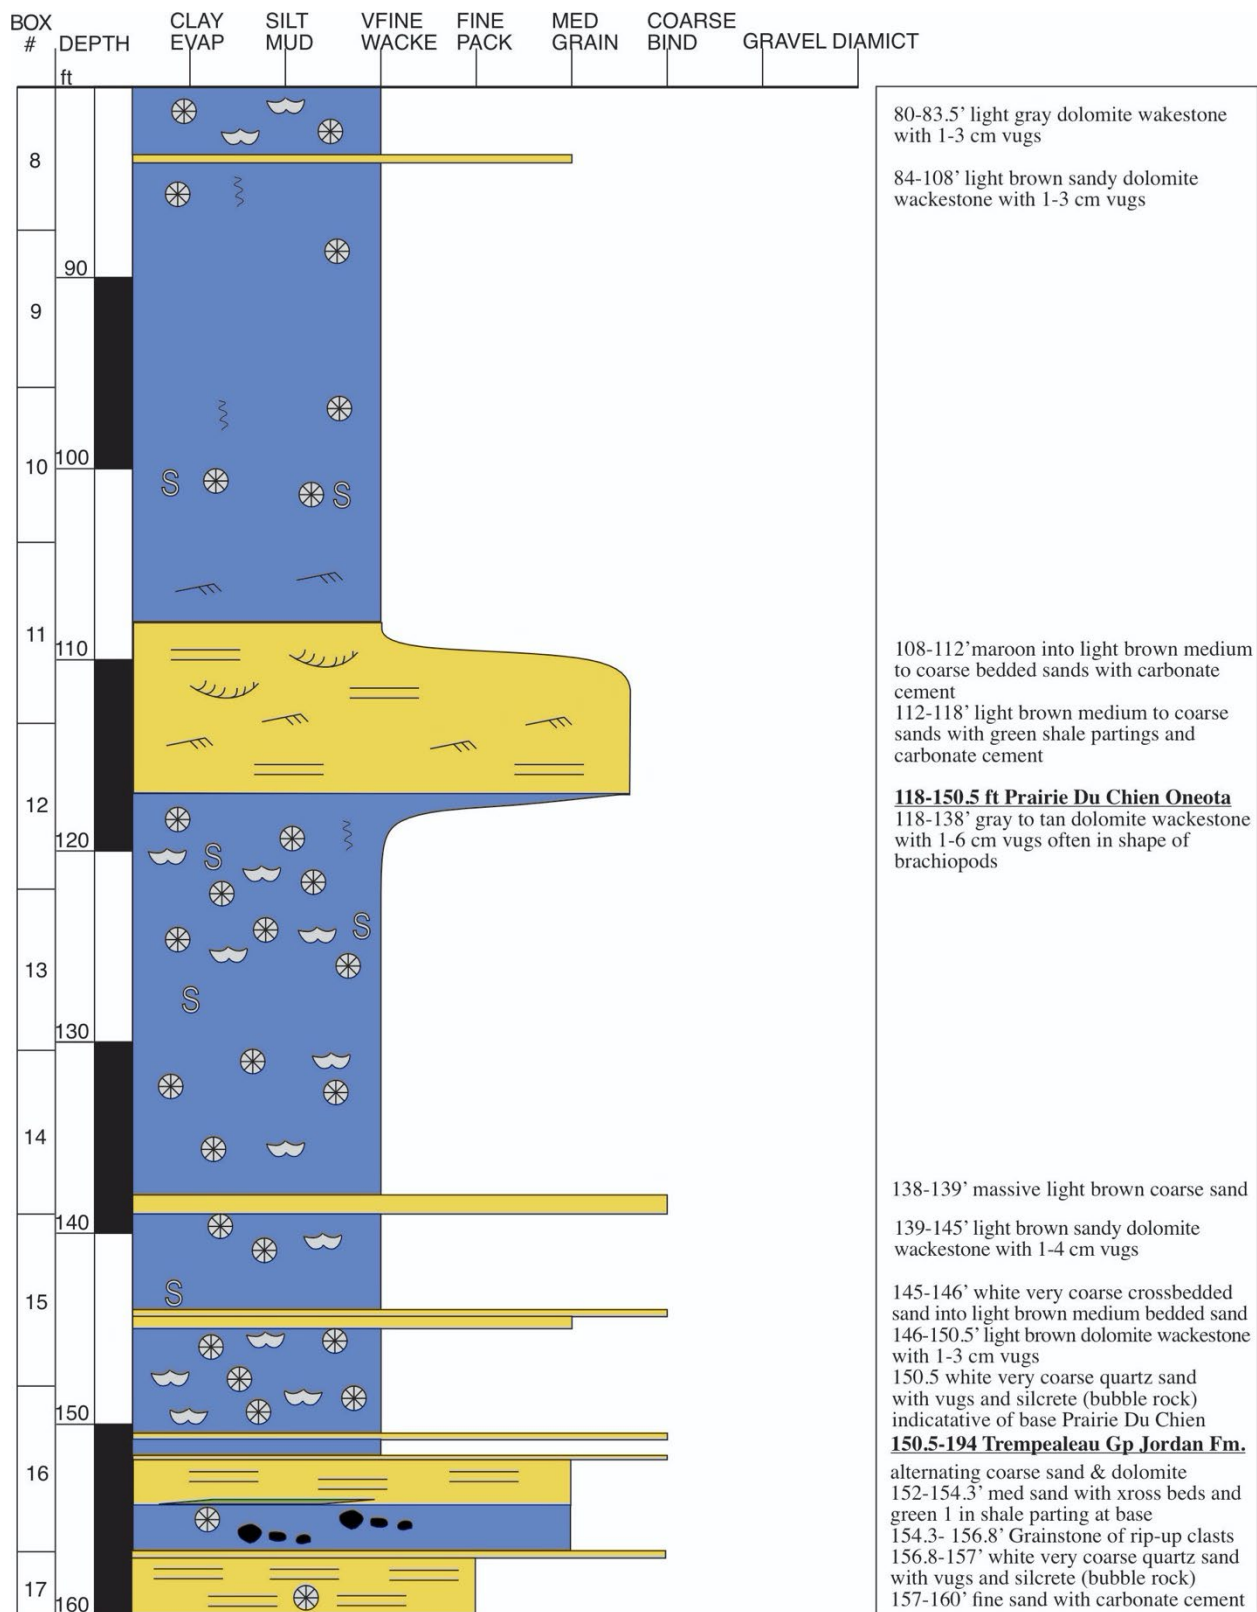 BOX # DEPTH CLAY EVAP SILT MUD VFINE WACKE FINE PACK MED GRAIN COARSE BIND GRAVEL DIAMICT
ft
80-83.5' light gray dolomite wakestone
with 1-3 cm vugs
8
84-108' light brown sandy dolomite
wackestone with 1-3 cm vugs
90
9
100
10
S
S
11
110
108-112' maroon into light brown medium
to coarse bedded sands with carbonate
cement
112-118' light brown medium to coarse
sands with green shale partings and
carbonate cement
12
118-150.5 ft Prairie Du Chien Oneota
118-138' gray to tan dolomite wackestone
with 1-6 cm vugs often in shape of
brachiopods
120
S
S
13
S
130
14
138-139' massive light brown coarse sand
140
139-145' light brown sandy dolomite
wackestone with 1-4 cm vugs
S
15
145-146' white very coarse crossbedded
sand into light brown medium bedded sand
146-150.5' light brown dolomite wackestone
with 1-3 cm vugs
150.5 white very coarse quartz sand
with vugs and silcrete (bubble rock)
indicatative of base Prairie Du Chien
150
150.5-194 Trempealeau Gp Jordan Fm.
16
alternating coarse sand & dolomite
152-154.3' med sand with xross beds and
green 1 in shale parting at base
154.3- 156.8' Grainstone of rip-up clasts
156.8-157' white very coarse quartz sand
with vugs and silcrete (bubble rock)
157-160' fine sand with carbonate cement
17
160